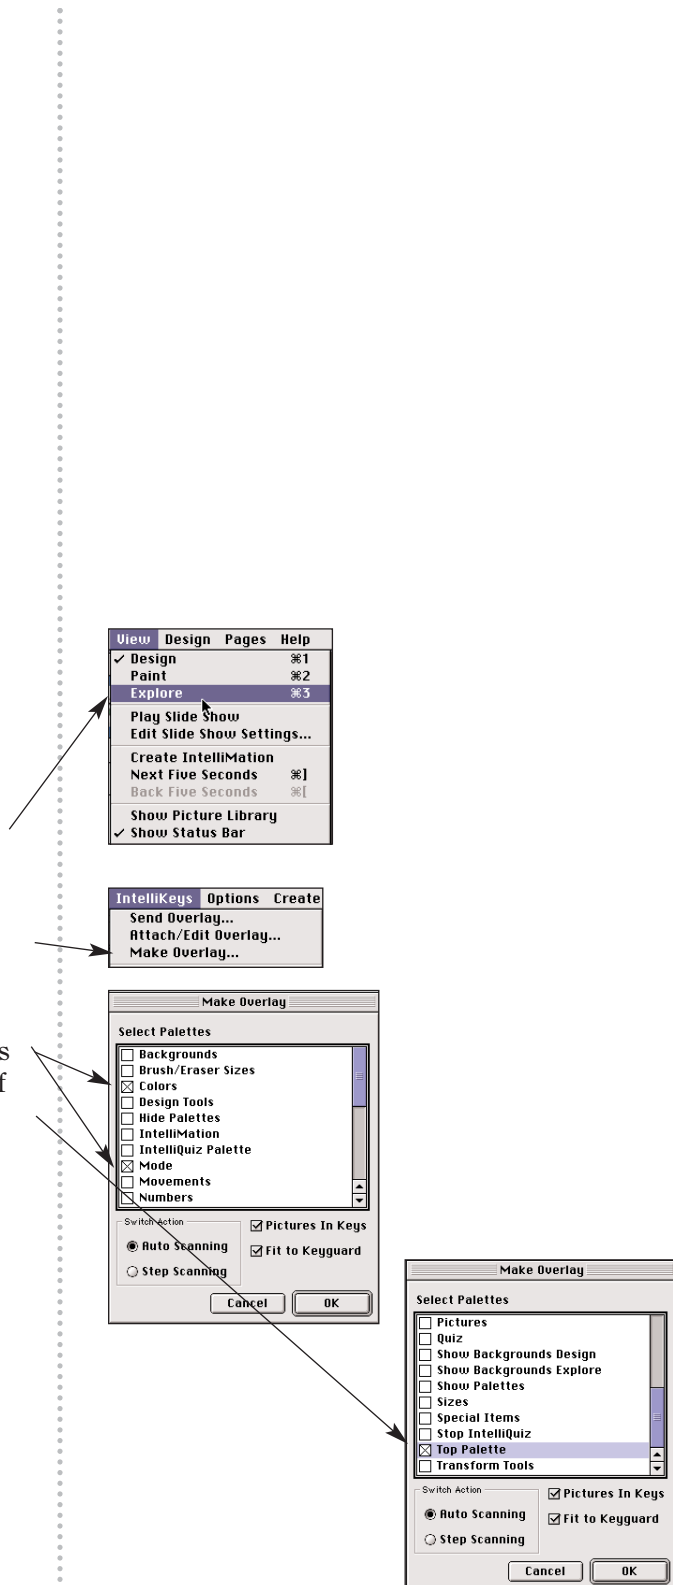 View Design Pages Help
✓ Design ⌘1
Paint ⌘2
Explore ⌘3
Play Slide Show
Edit Slide Show Settings...
Create IntelliMation
Next Five Seconds ⌘]
Back Five Seconds ⌘[
Show Picture Library
✓ Show Status Bar
IntelliKeys Options Create
Send Overlay...
Attach/Edit Overlay...
Make Overlay...
Make Overlay
Select Palettes
Backgrounds
Brush/Eraser Sizes
Colors
Design Tools
Hide Palettes
IntelliMation
IntelliQuiz Palette
Mode
Movements
Numbers
Switch Action
Auto Scanning
Step Scanning
Pictures In Keys
Fit to Keyguard
Cancel OK
s
f
Make Overlay
Select Palettes
Pictures
Quiz
Show Backgrounds Design
Show Backgrounds Explore
Show Palettes
Sizes
Special Items
Stop IntelliQuiz
Top Palette
Transform Tools
Switch Action
Auto Scanning
Step Scanning
Pictures In Keys
Fit to Keyguard
Cancel OK